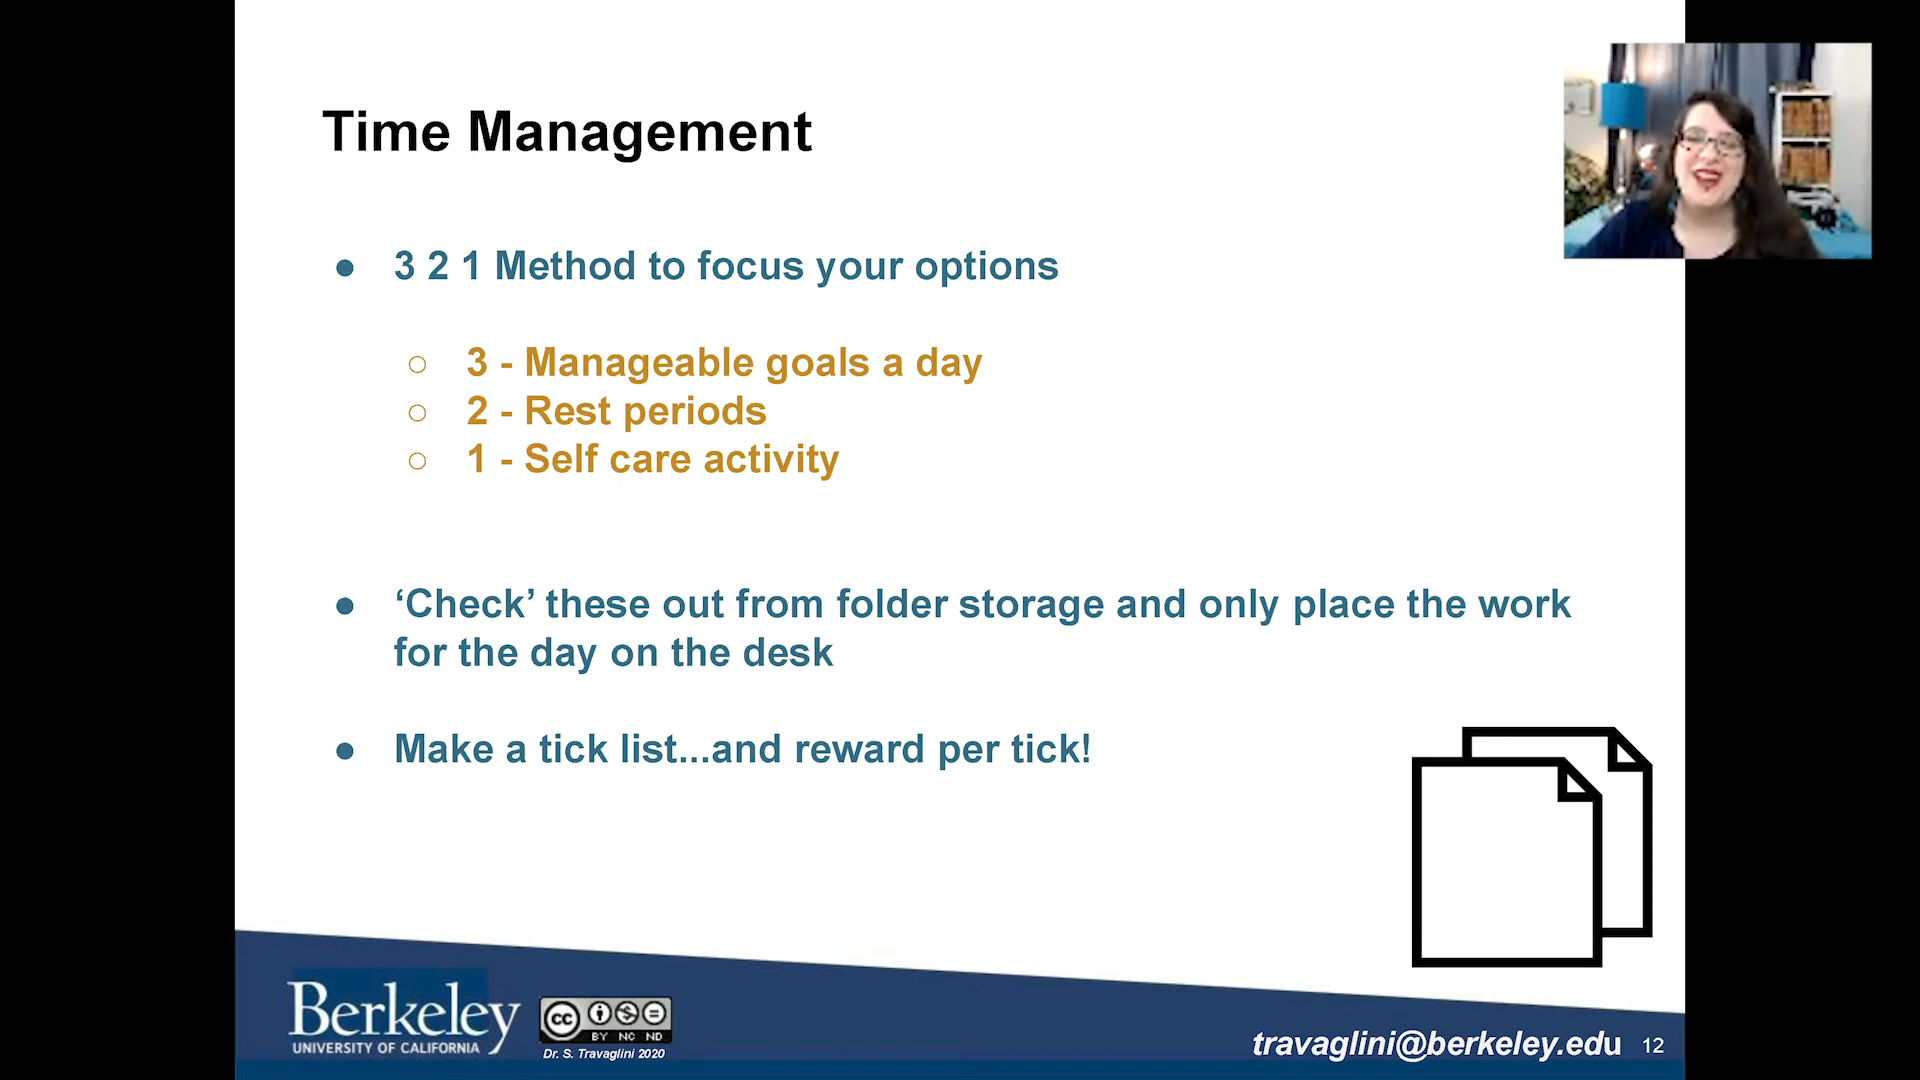 Time Management
● 3 2 1 Method to focus your options
○ 3 - Manageable goals a day
○ 2 - Rest periods
○ 1 - Self care activity
● ‘Check’ these out from folder storage and only place the work
for the day on the desk
● Make a tick list...and reward per tick!
Berkeley
UNIVERSITY OF CALIFORNIA
cc
BY NC ND
Dr. S. Travaglini 2020
travaglini@berkeley.edu
12